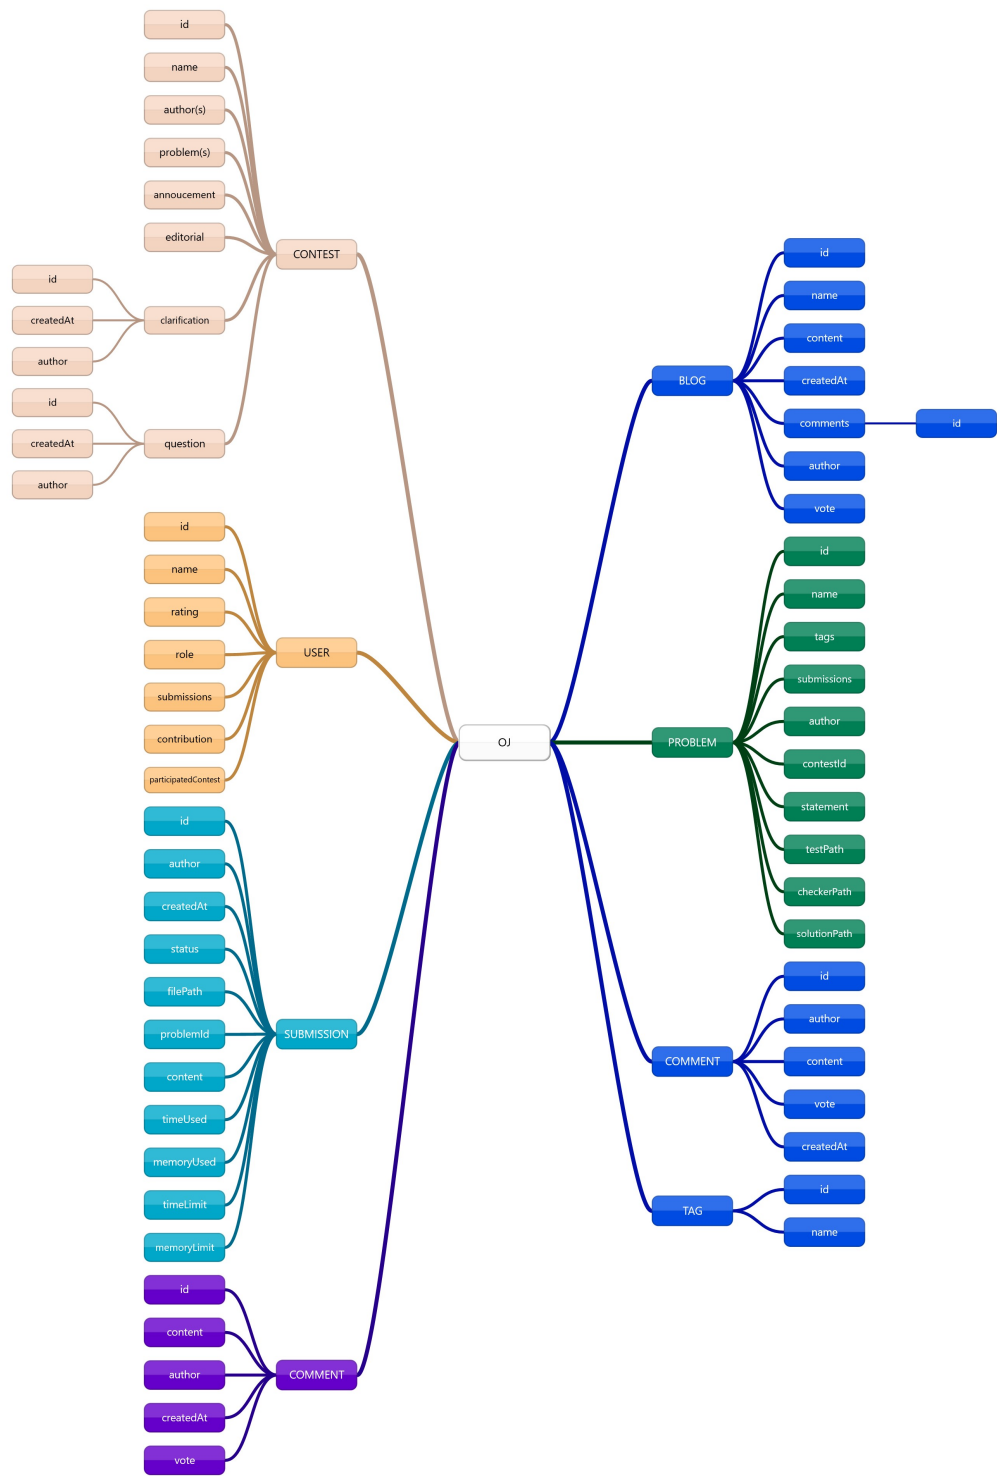 OJ
CONTEST
id
name
author(s)
problem(s)
annoucement
editorial
clarification
id
createdAt
author
question
id
createdAt
author
USER
id
name
rating
role
submissions
contribution
participatedContest
SUBMISSION
id
author
createdAt
status
filePath
problemId
content
timeUsed
memoryUsed
timeLimit
memoryLimit
COMMENT
id
content
author
createdAt
vote
BLOG
id
name
content
createdAt
comments
id
author
vote
PROBLEM
id
name
tags
submissions
author
contestId
statement
testPath
checkerPath
solutionPath
COMMENT
id
author
content
vote
createdAt
TAG
id
name